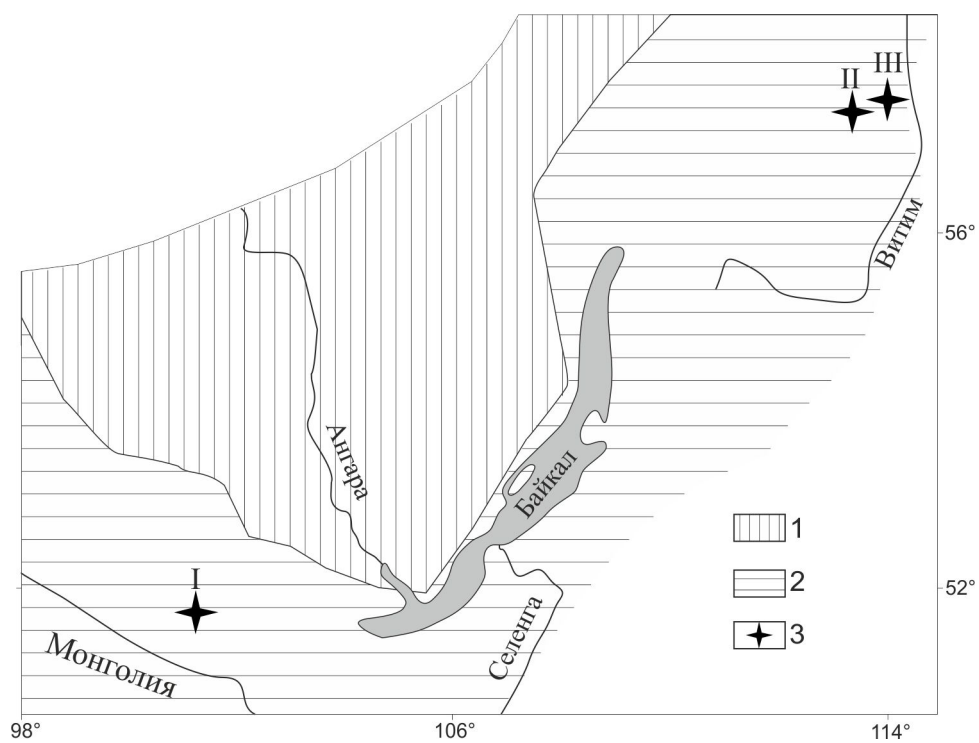 III
II
Витим
56°
Ангара
Байкал
1
I
2
52°
Селенга
3
Монголия
98°
106°
114°